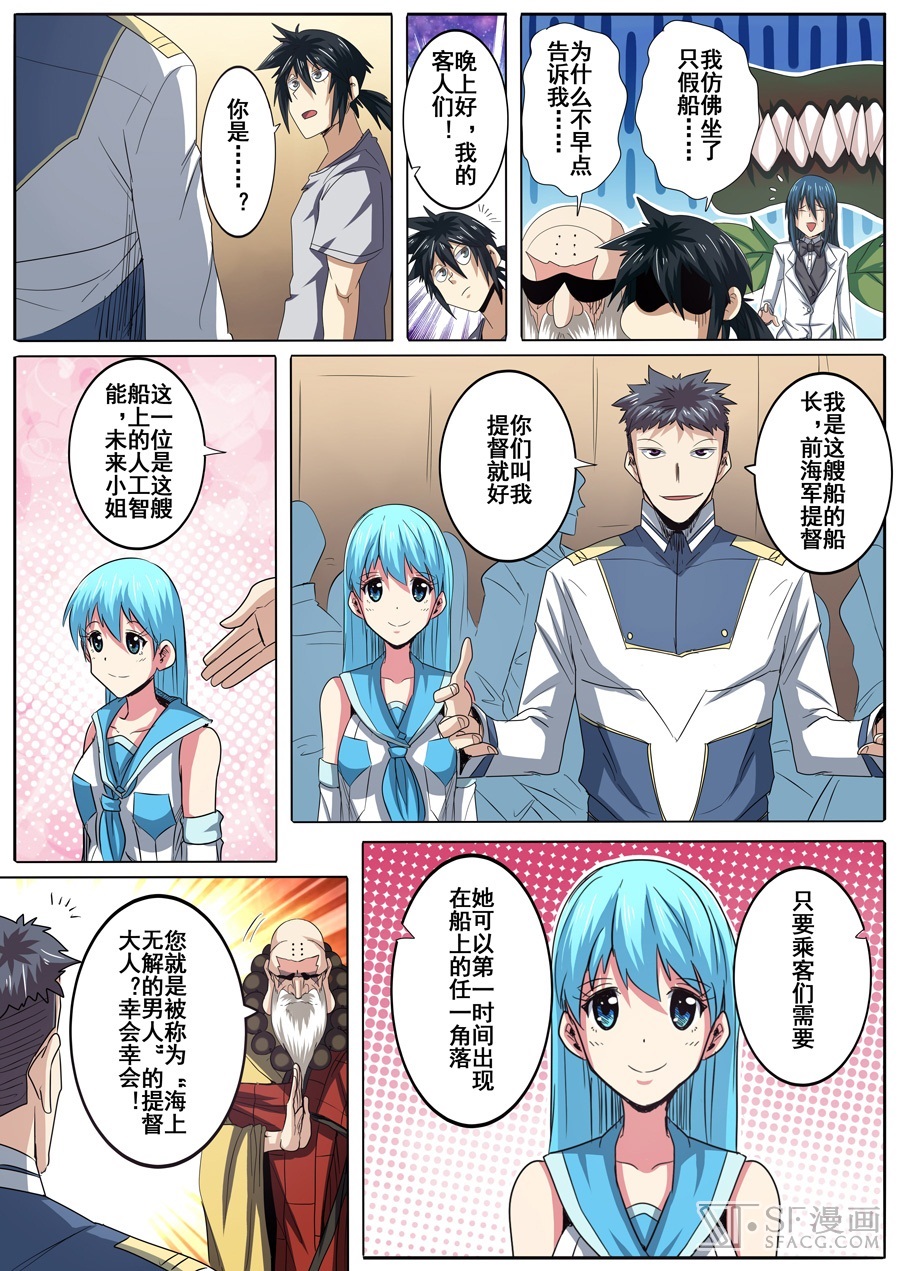 我仿佛坐了
只假船……
为什么不早点
告诉我……
晚上好，我的
客人们！
你是……？
我是这艘船的船
长，前海军提督
你们叫我
提督就好
这一位是这艘
船上的人工智
能，未来小姐
只要乘客们需要
她可以第一时间出现
在船上的任一角落
您就是被称为“海上
无解的男人”的提督
大人？幸会幸会！
SF漫画
SFACG.COM